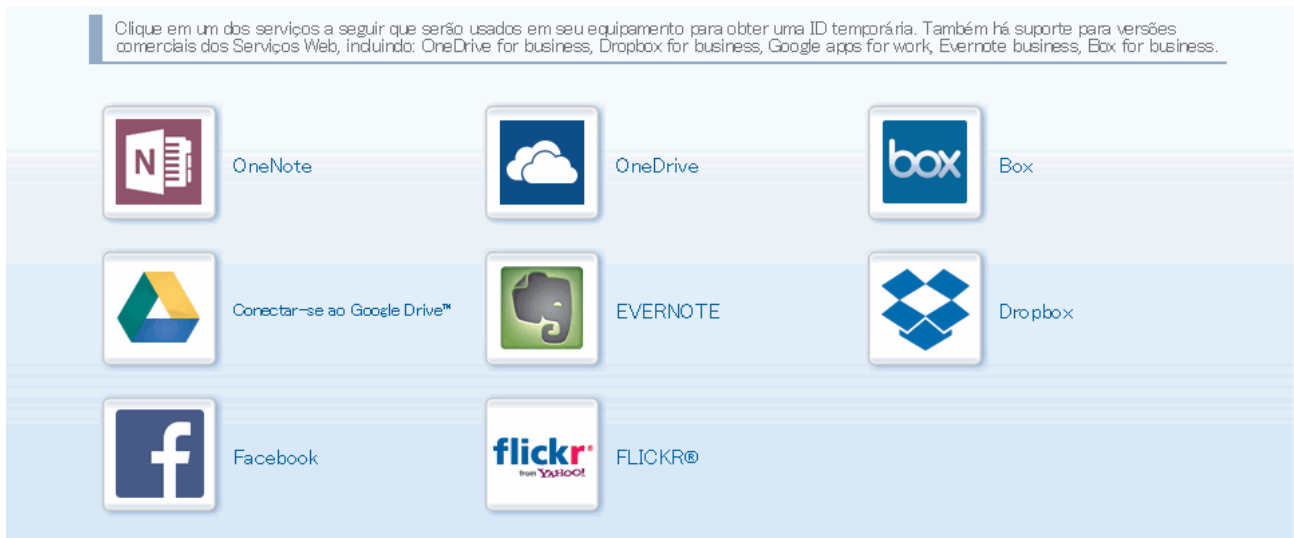 Clique em um dos serviços a seguir que serão usados em seu equipamento para obter uma ID temporária. Também há suporte para versões
comerciais dos Serviços Web, incluindo: OneDrive for business, Dropbox for business, Google apps for work, Evernote business, Box for business.
N OneNote
OneDrive
box Box
Conectar-se ao Google Drive™
EVERNOTE
Dropbox
f Facebook
flickr®
from YAHOO!
FLICKR®